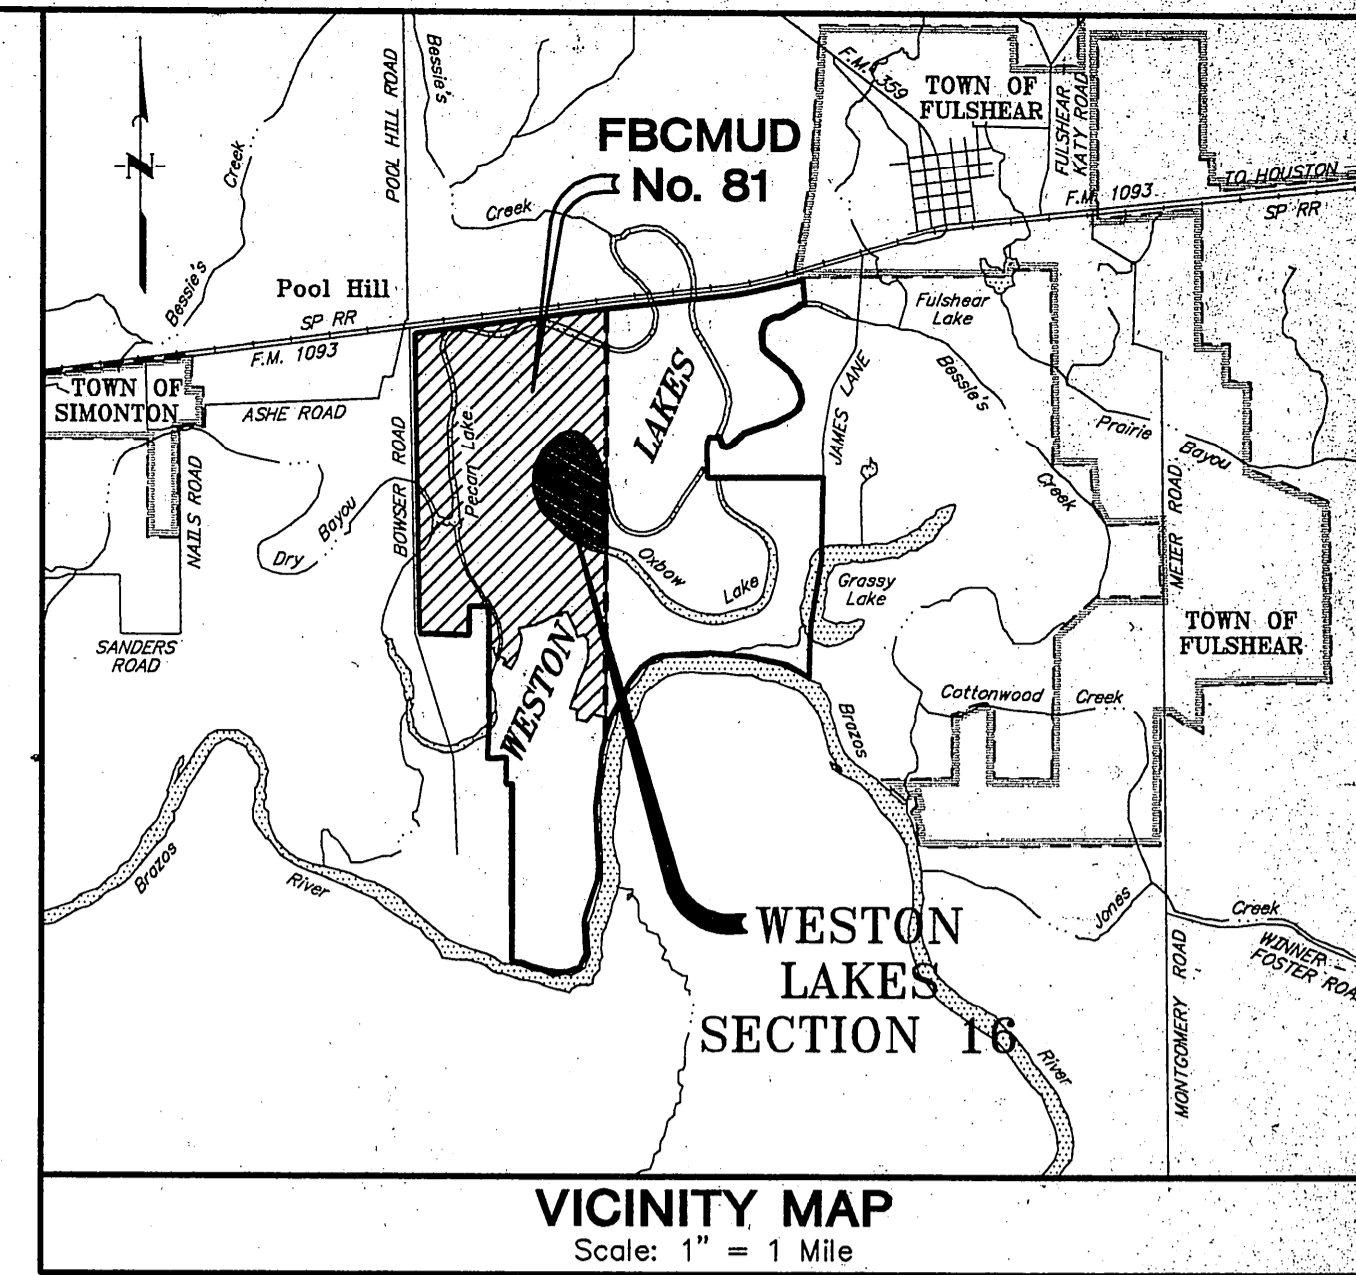 POOL HILL ROAD
Bessie's
F.M. 359
TOWN OF
FULSHEAR
FULSHEAR
KATY ROAD
FBCMUD
No. 81
Creek
Creek
TO HOUSTON
F.M. 1093
SP RR
Bessie's
Pool Hill
SP RR
F.M. 1093
Fulshear
Lake
TOWN OF
SIMONTON
ASHE ROAD
LAKES
JAMES LANE
Bessie's
Creek
Prairie
Bayou
NAILS ROAD
BOWSER ROAD
Pecan Lake
Dry
Bayou
Oxbow
Lake
Grassy
Lake
MEIER ROAD
TOWN OF
FULSHEAR
SANDERS
ROAD
WESTON
Cottonwood
Creek
Brazos
Brazos
River
WESTON
LAKES
SECTION 16
Jones
Creek
WINNER -
FOSTER ROA
MONTGOMERY ROAD
River
VICINITY MAP
Scale: 1" = 1 Mile